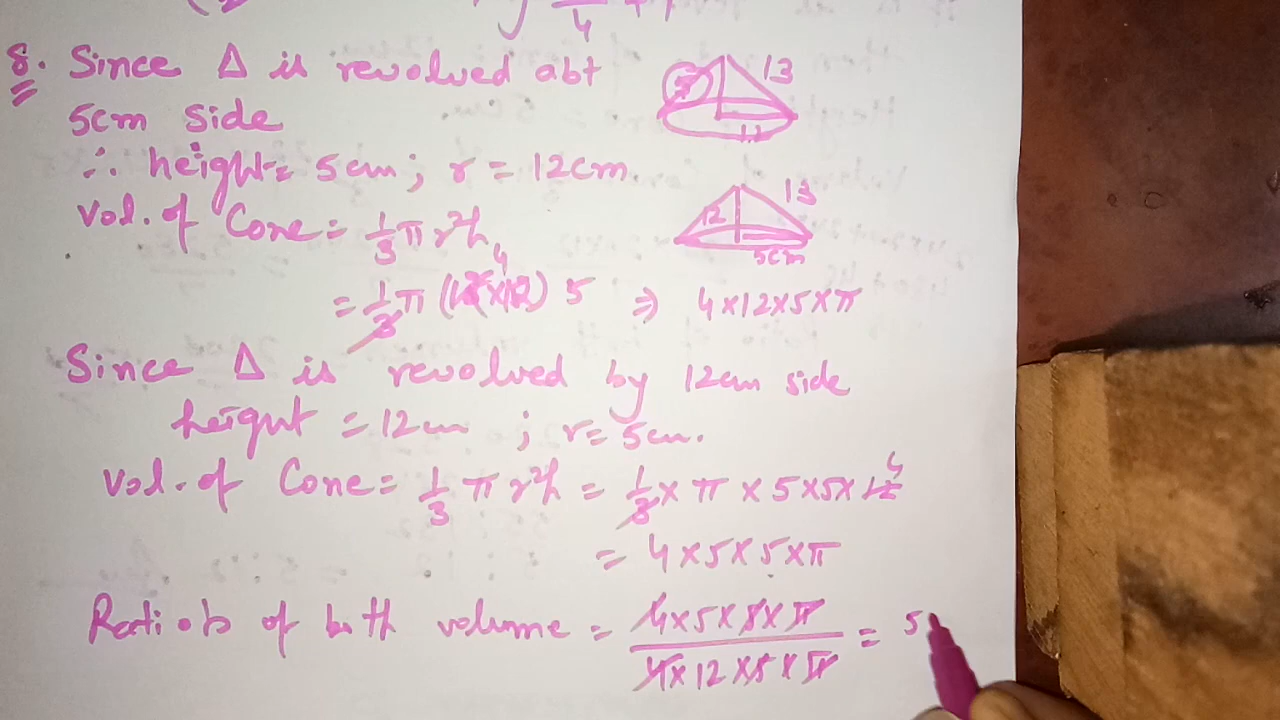 4
8. Since Δ is revolved abt
5cm side
∴ height = 5cm; r = 12cm
Vol. of Cone = 1/3 π r²h
= 1/3 π (12×12) 5 ⇒ 4×12×5×π
4
13
12
13
5cm
Since Δ is revolved by 12cm side
height = 12cm ; r = 5cm.
Vol. of Cone = 1/3 π r²h = 1/3 × π × 5×5×12
4
= 4×5×5×π
Ratio of both volume = 4×5×5×π / 4×12×5×π = 5